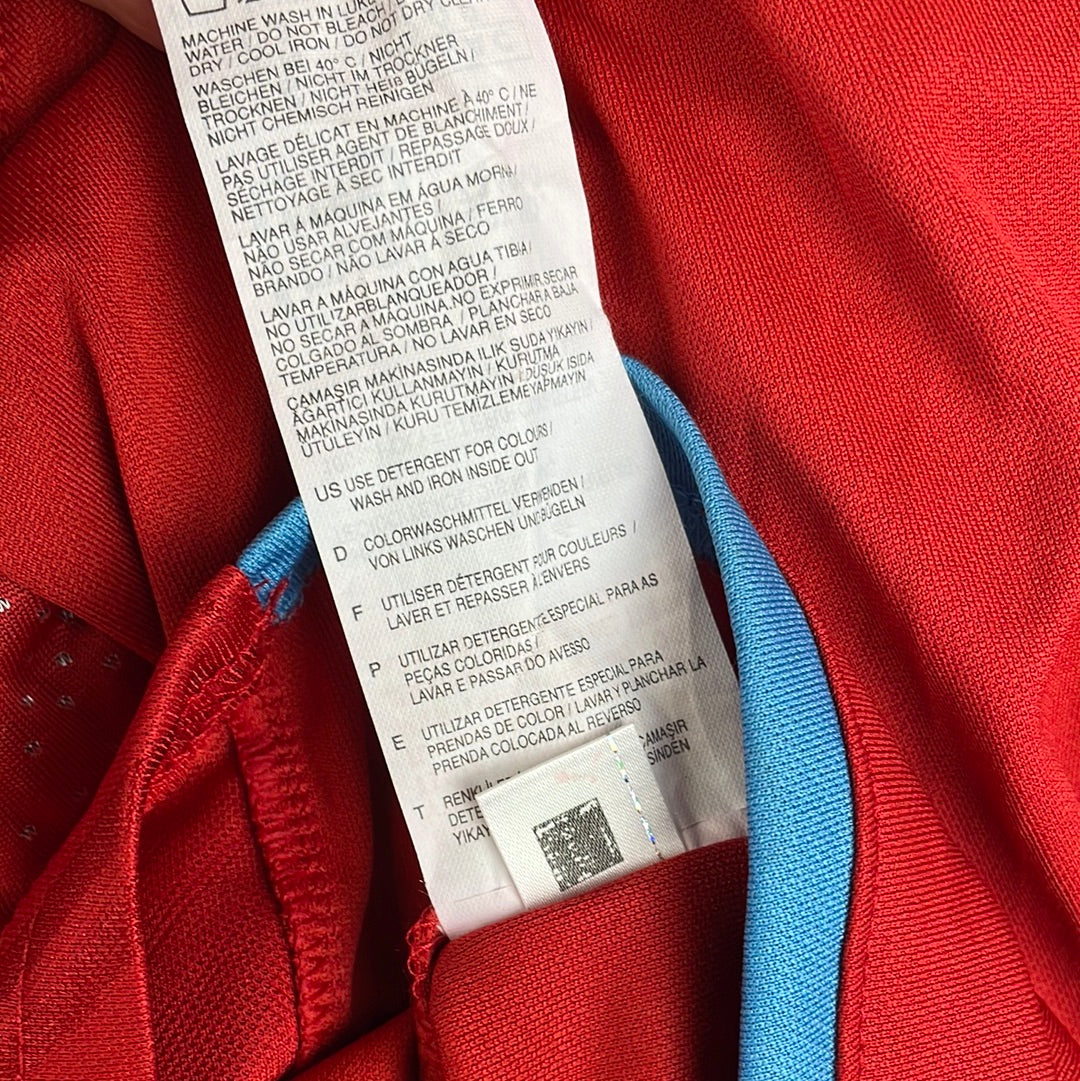 MACHINE WASH IN
WATER / DO NOT BLEACH /
DRY / COOL IRON / DO NOT DRY CLEAN
WASCHEN BEI 40° C / NICHT
BLEICHEN / NICHT IM TROCKNER
TROCKNEN / NICHT HEIß BÜGELN /
NICHT CHEMISCH REINIGEN
LAVAGE DÉLICAT EN MACHINE À 40° C / NE
PAS UTILISER AGENT DE BLANCHIMENT /
SÉCHAGE INTERDIT / REPASSAGE DOUX /
NETTOYAGE À SEC INTERDIT
LAVAR À MAQUINA EM ÁGUA MORNA/
NÃO USAR ALVEJANTES /
NÃO SECAR COM MÁQUINA / FERRO
BRANDO / NÃO LAVAR À SECO
LAVAR A MÁQUINA CON AGUA TIBIA/
NO UTILIZARBLANQUEADOR /
NO SECAR A MAQUINA.NO EXPRIMIR.SECAR
COLGADO AL SOMBRA / PLANCHAR A BAJA
TEMPERATURA / NO LAVAR EN SECO
ÇAMAŞIR MAKİNASINDA ILIK SUDA YIKAYIN /
AĞARTICI KULLANMAYIN / KURUTMA
MAKİNASINDA KURUTMAYIN / DÜŞÜK ISIDA
ÜTÜLEYİN / KURU TEMİZLEMEYAPMAYIN
US USE DETERGENT FOR COLOURS /
WASH AND IRON INSIDE OUT
D COLORWASCHMITTEL VERWENDEN /
VON LINKS WASCHEN UND BÜGELN
F UTILISER DÉTERGENT POUR COULEURS /
LAVER ET REPASSER À L'ENVERS
P UTILIZAR DETERGENTE ESPECIAL PARA AS
PEÇAS COLORIDAS /
LAVAR E PASSAR DO AVESSO
E UTILIZAR DETERGENTE ESPECIAL PARA
PRENDAS DE COLOR / LAVAR Y PLANCHAR LA
PRENDA COLOCADA AL REVERSO
T